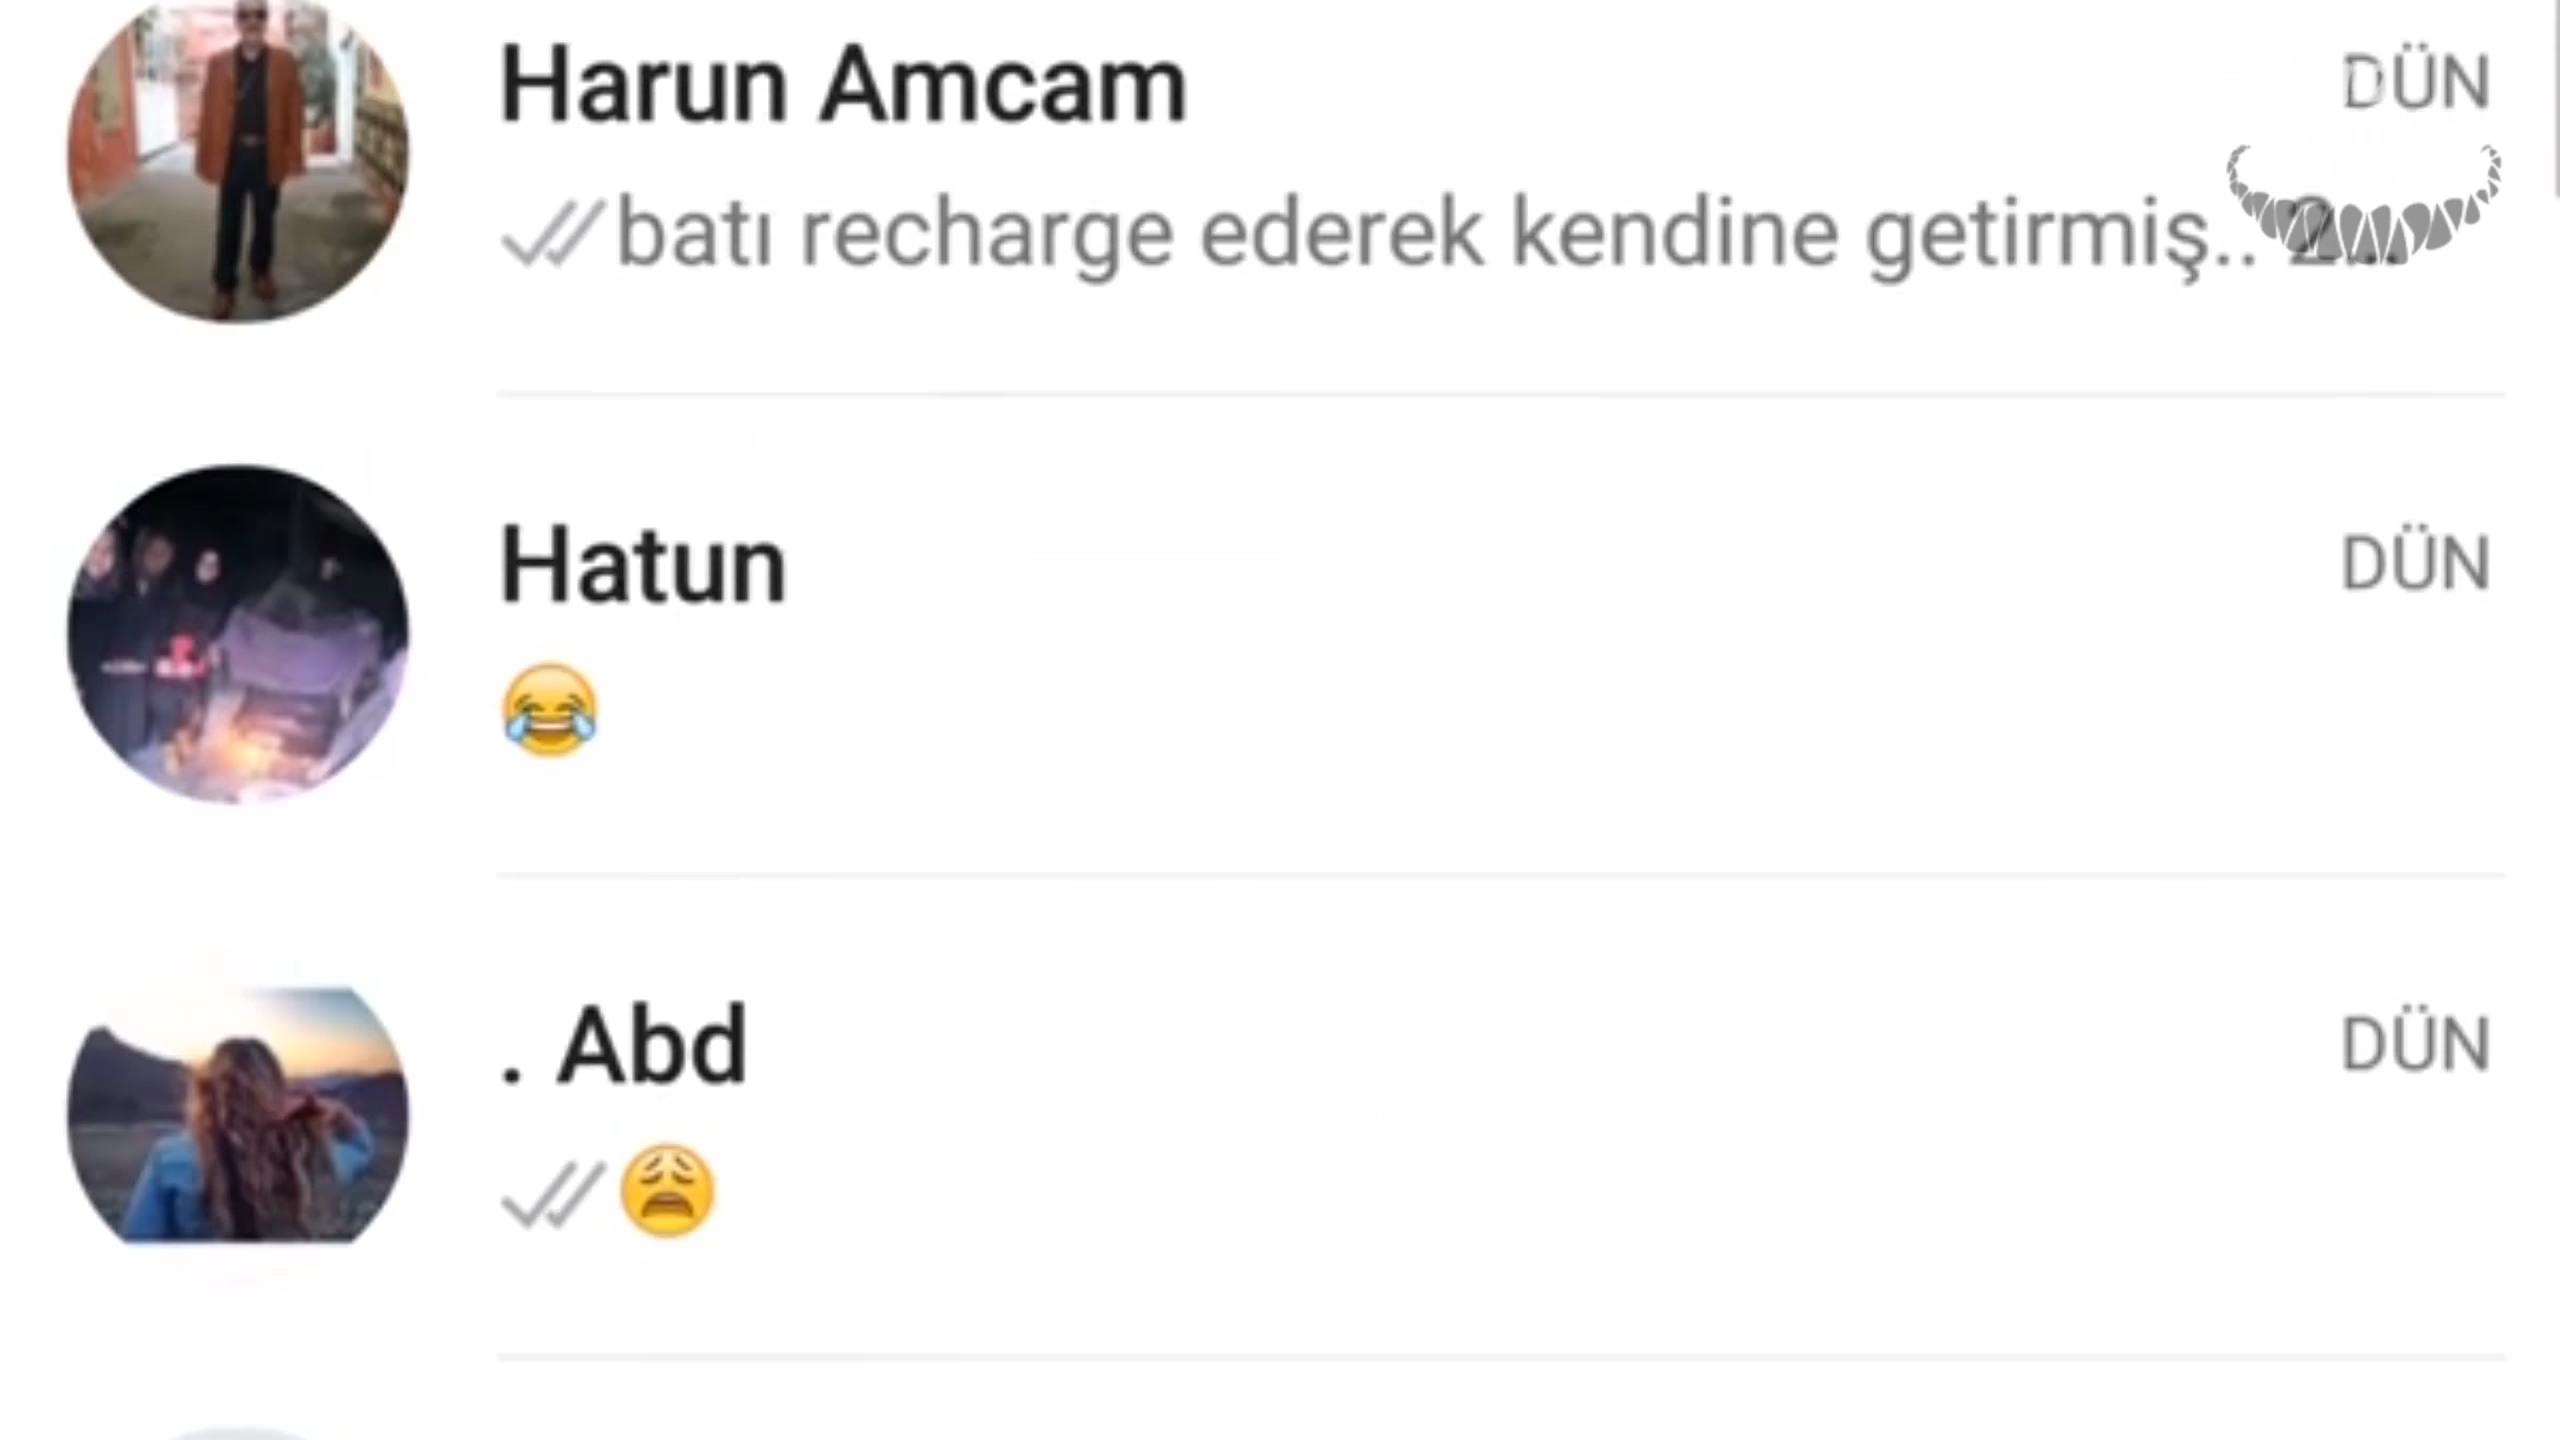 Harun Amcam
DÜN
batı recharge ederek kendine getirmiş..
Hatun
DÜN
😂
. Abd
DÜN
😩